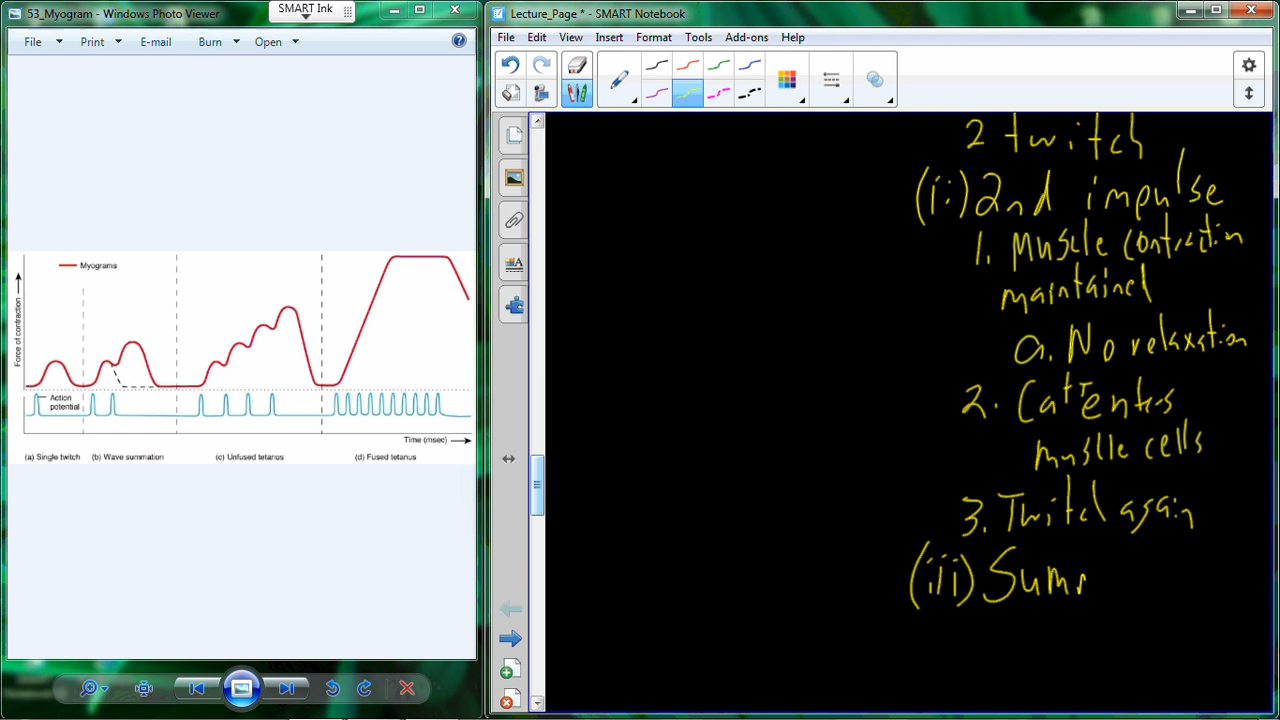 53_Myogram - Windows Photo Viewer
SMART Ink
File Print E-mail Burn Open
Myograms
Force of contraction
Action
potential
Time (msec)
(a) Single twitch (b) Wave summation (c) Unfused tetanus (d) Fused tetanus
Lecture_Page * - SMART Notebook
File Edit View Insert Format Tools Add-ons Help
2 twitch
(ii) 2nd impulse
1. Muscle contraction
maintained
a. No relaxation
2. Ca+ Enters
muscle cells
3. Twitch again
(iii) Summ